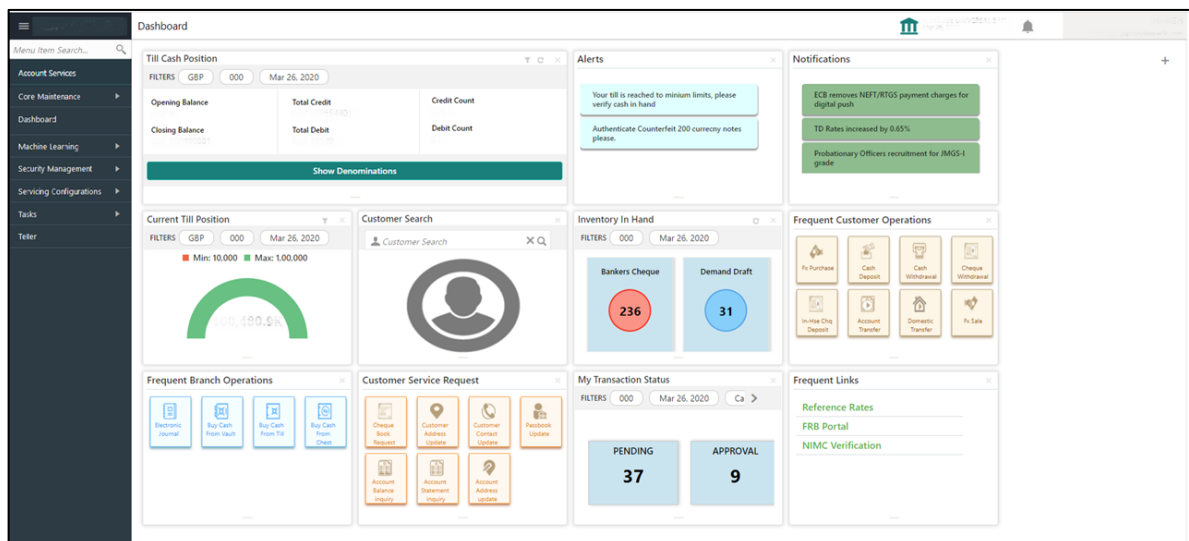 Dashboard
Menu Item Search...
Account Services
Core Maintenance
Dashboard
Machine Learning
Security Management
Servicing Configurations
Tasks
Teller
Till Cash Position
FILTERS GBP 000 Mar 26, 2020
Opening Balance
Total Credit
Credit Count
Closing Balance
Total Debit
Debit Count
Show Denominations
Alerts
Your till is reached to minium limits, please
verify cash in hand
Authenticate Counterfeit 200 currecny notes
please.
Notifications
ECB removes NEFT/RTGS payment charges for
digital push
TD Rates increased by 0.65%
Probationary Officers recruitment for JMGS-I
grade
Current Till Position
FILTERS GBP 000 Mar 26, 2020
Min: 10,000 Max: 1,00,000
Customer Search
Customer Search
Inventory In Hand
FILTERS 000 Mar 26, 2020
Bankers Cheque
236
Demand Draft
31
Frequent Customer Operations
Fx Purchase
Cash
Deposit
Cash
Withdrawal
Cheque
Withdrawal
In-Hse Chq
Deposit
Account
Transfer
Domestic
Transfer
Fx Sale
Frequent Branch Operations
Electronic
Journal
Buy Cash
From Vault
Buy Cash
From Till
Buy Cash
From
Chest
Customer Service Request
Cheque
Book
Request
Customer
Address
Update
Customer
Contact
Update
Passbook
Update
Account
Balance
inquiry
Account
Statement
inquiry
Account
Address
update
My Transaction Status
FILTERS 000 Mar 26, 2020 Ca
PENDING
37
APPROVAL
9
Frequent Links
Reference Rates
FRB Portal
NIMC Verification